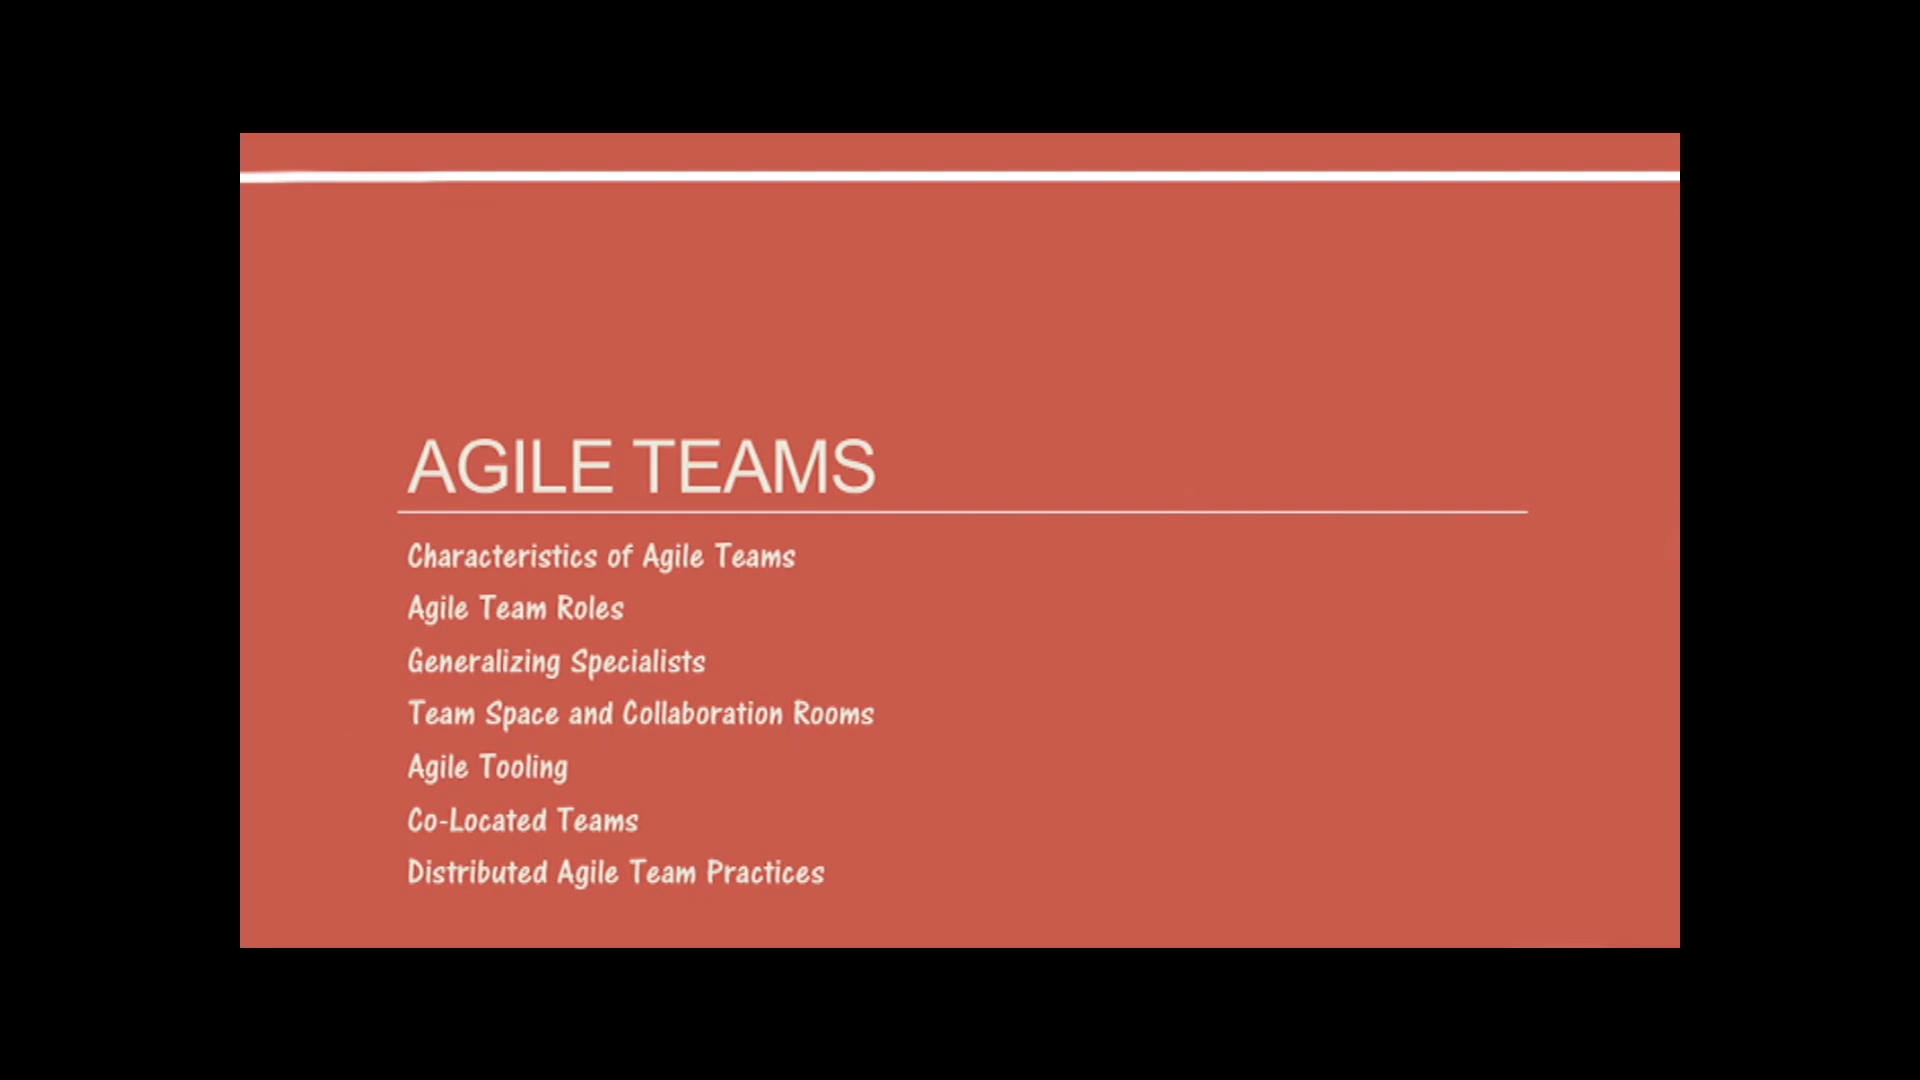 AGILE TEAMS
Characteristics of Agile Teams
Agile Team Roles
Generalizing Specialists
Team Space and Collaboration Rooms
Agile Tooling
Co-Located Teams
Distributed Agile Team Practices